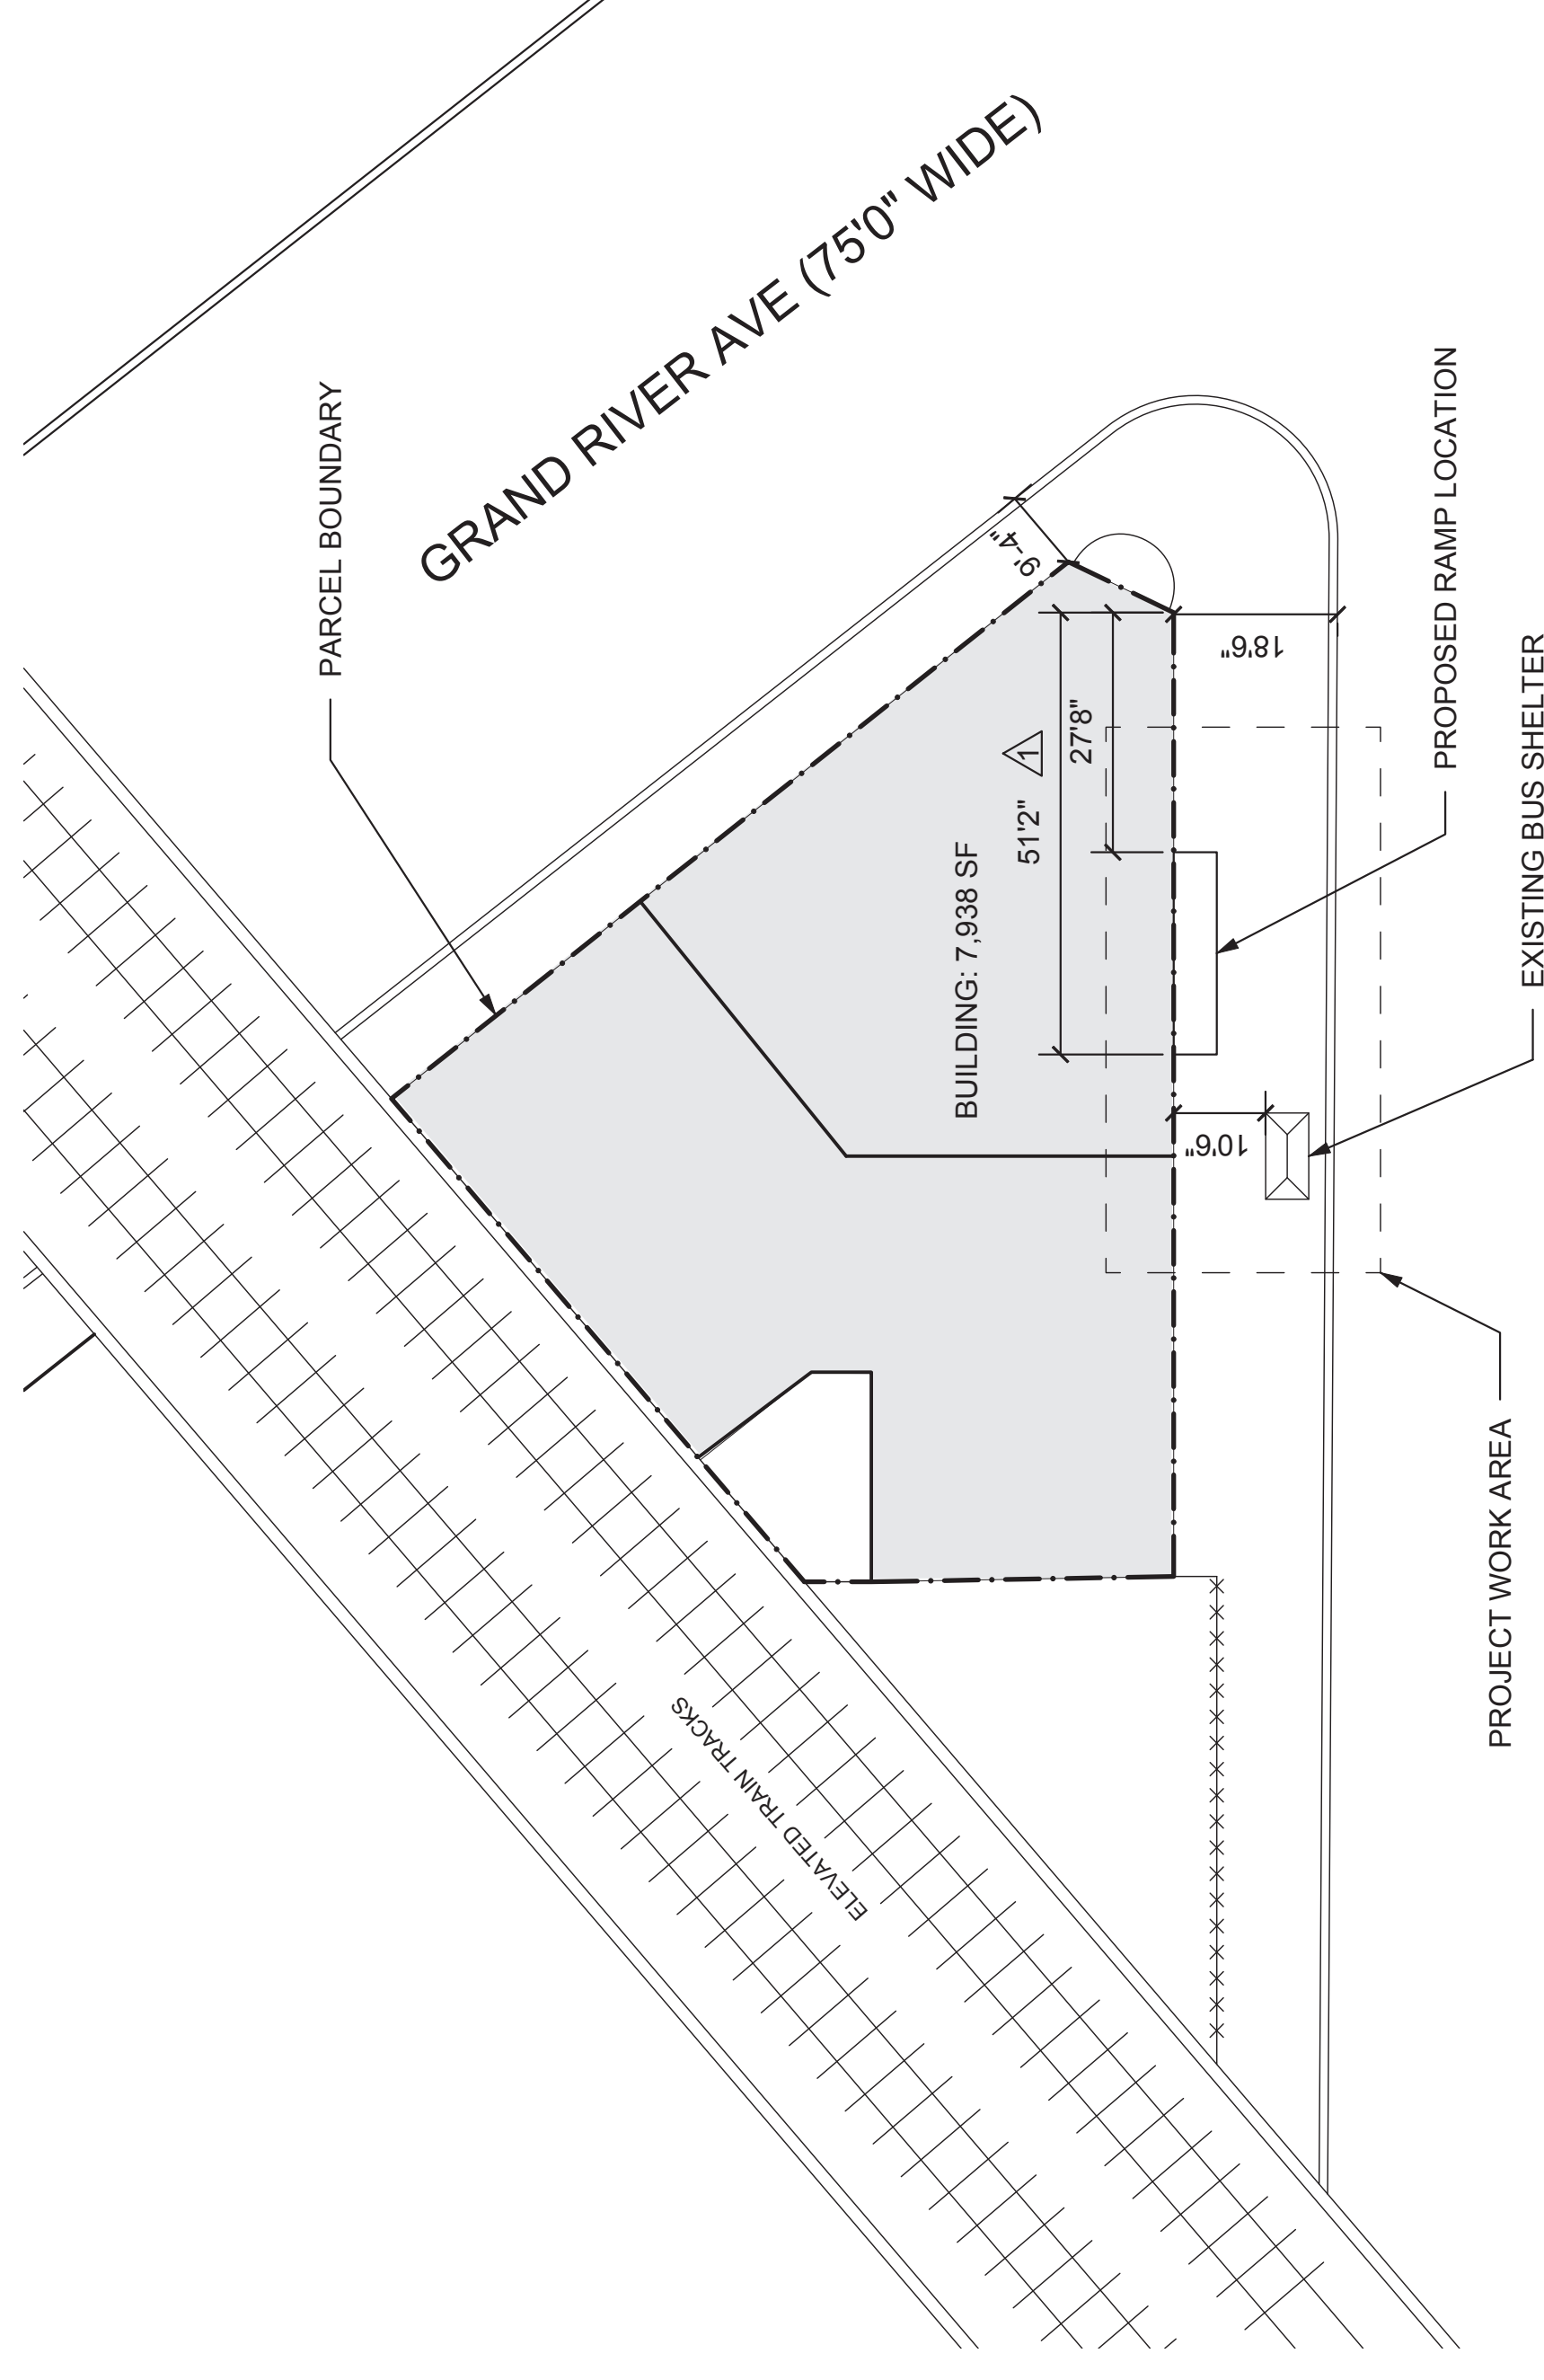 GRAND RIVER AVE (75'0" WIDE)
PARCEL BOUNDARY
9'-4"
18'6"
27'8"
1
51'2"
BUILDING: 7,938 SF
10'6"
PROPOSED RAMP LOCATION
EXISTING BUS SHELTER
PROJECT WORK AREA
ELEVATED TRAIN TRACKS